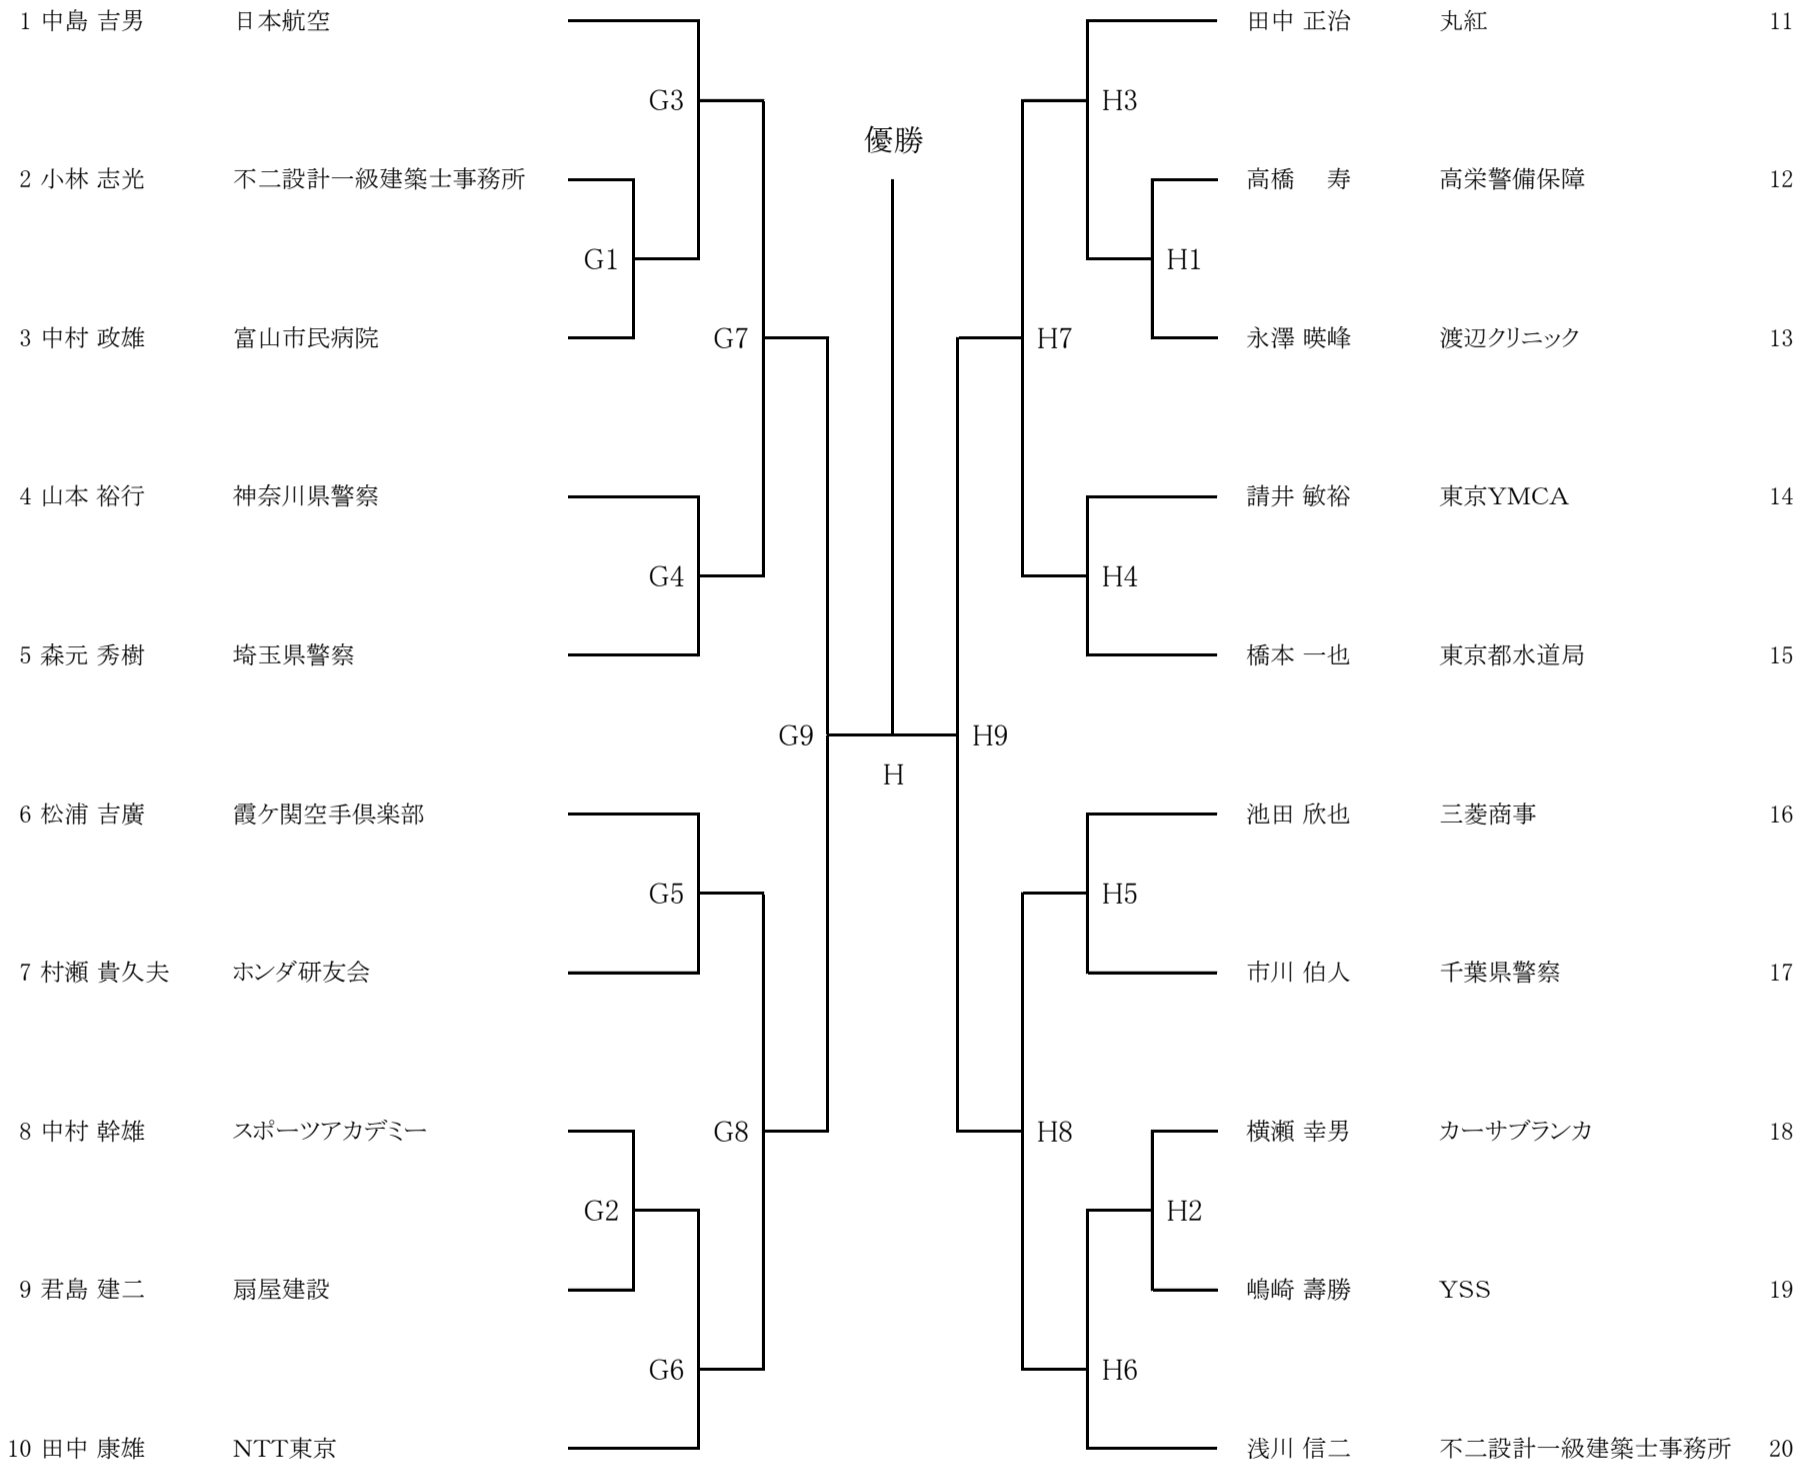 1 中島 吉男 日本航空
G3
2 小林 志光 不二設計一級建築士事務所
G1
3 中村 政雄 富山市民病院
G7
4 山本 裕行 神奈川県警察
G4
5 森元 秀樹 埼玉県警察
G9
6 松浦 吉廣 霞ケ関空手倶楽部
G5
7 村瀬 貴久夫 ホンダ研友会
8 中村 幹雄 スポーツアカデミー
G8
G2
9 君島 建二 扇屋建設
G6
10 田中 康雄 NTT東京
優勝
H
田中 正治 丸紅 11
H3
高橋 寿 高栄警備保障 12
H1
永澤 暎峰 渡辺クリニック 13
H7
請井 敏裕 東京YMCA 14
H4
橋本 一也 東京都水道局 15
H9
池田 欣也 三菱商事 16
H5
市川 伯人 千葉県警察 17
横瀬 幸男 カーサブランカ 18
H8
H2
嶋崎 壽勝 YSS 19
H6
浅川 信二 不二設計一級建築士事務所 20